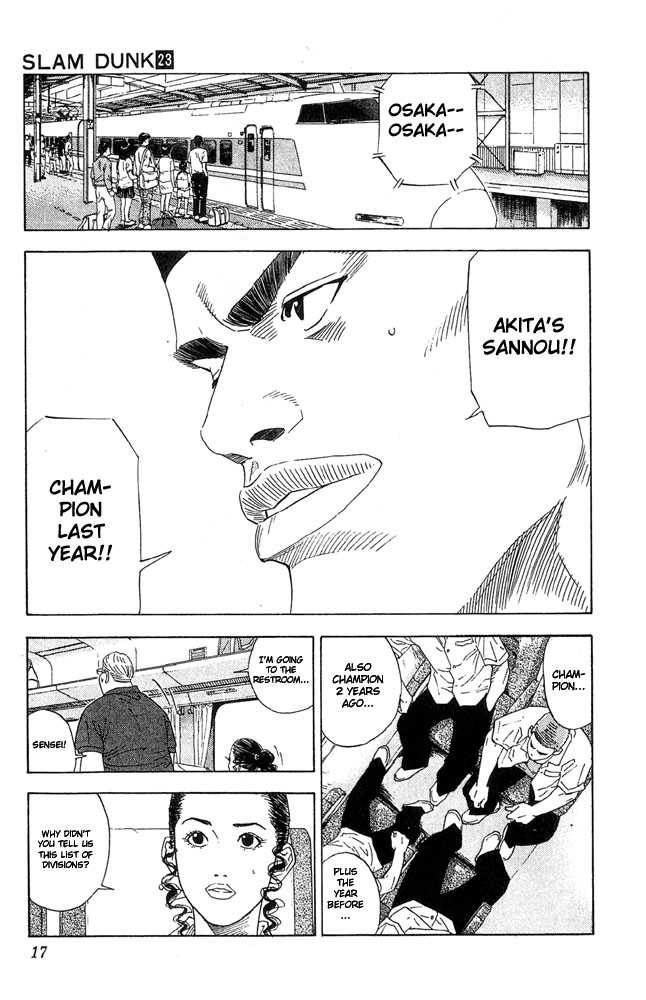 SLAM DUNK 23
OSAKA--
OSAKA--
AKITA'S
SANNOU!!
CHAM-
PION
LAST
YEAR!!
CHAM-
PION...
ALSO
CHAMPION
2 YEARS
AGO...
PLUS
THE
YEAR
BEFORE
...
I'M GOING
TO THE
RESTROOM...
SENSEI!
WHY DIDN'T
YOU TELL US
THIS LIST OF
DIVISIONS?
17